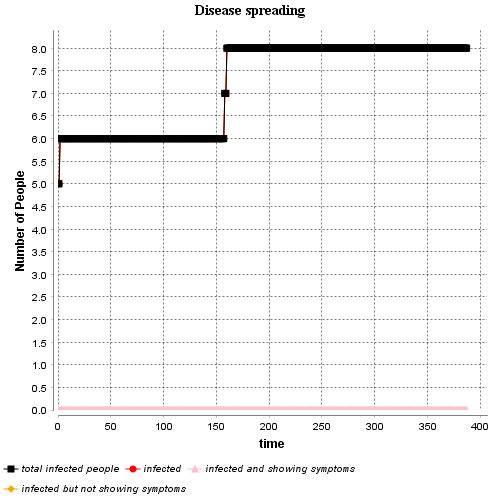 Disease spreading
Number of People
8.0
7.5
7.0
6.5
6.0
5.5
5.0
4.5
4.0
3.5
3.0
2.5
2.0
1.5
1.0
0.5
0.0
0 50 100 150 200 250 300 350 400
time
total infected people infected infected and showing symptoms
infected but not showing symptoms